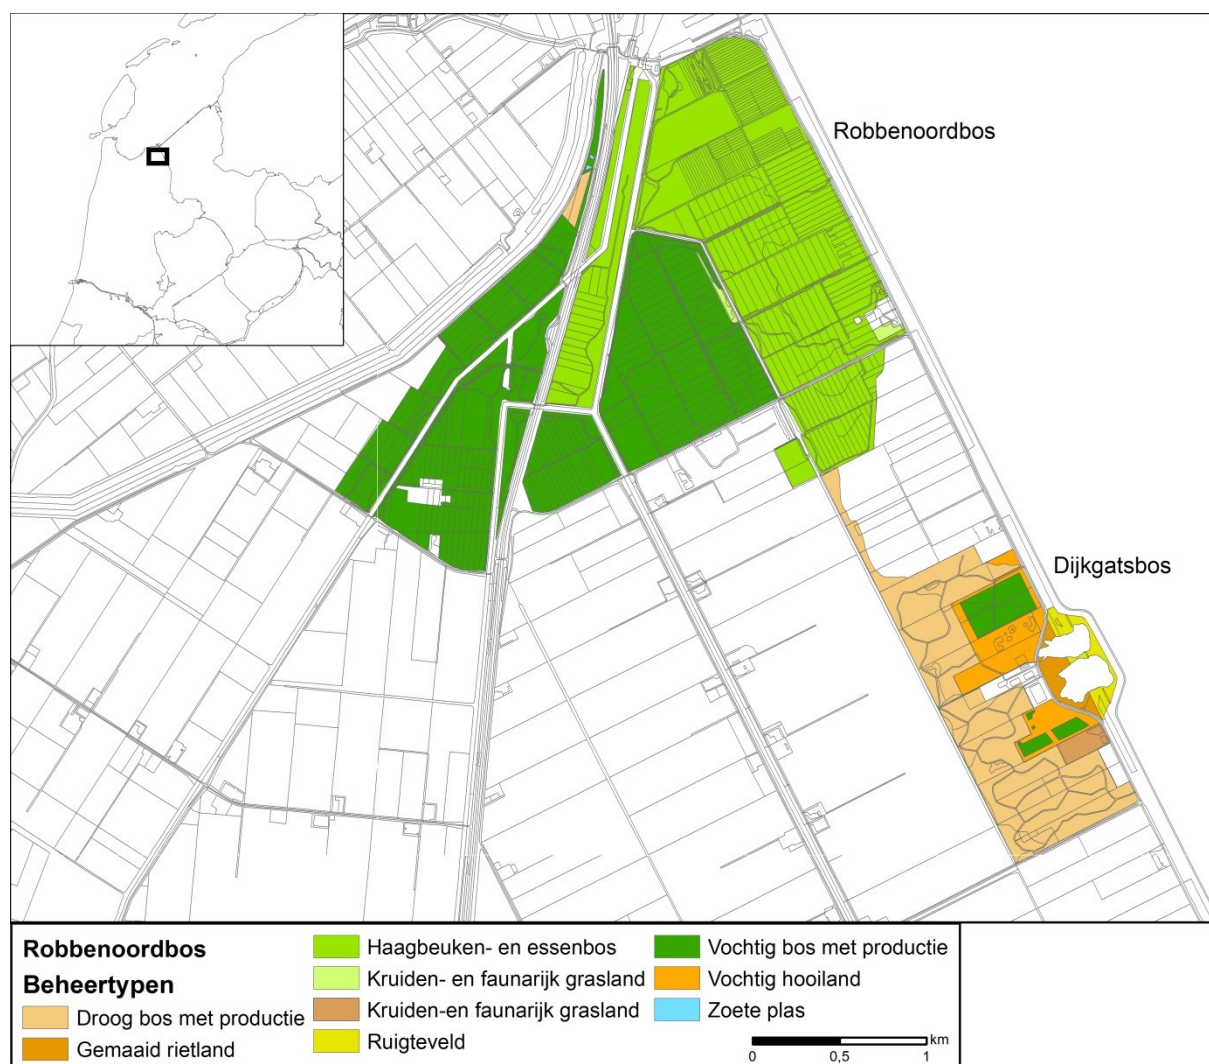 Robbenoordbos
Dijkgatsbos
Robbenoordbos
Beheertypen
Droog bos met productie
Gemaaid rietland
Haagbeuken- en essenbos
Kruiden- en faunarijk grasland
Kruiden-en faunarijk grasland
Ruigteveld
Vochtig bos met productie
Vochtig hooiland
Zoete plas
km
0 0,5 1